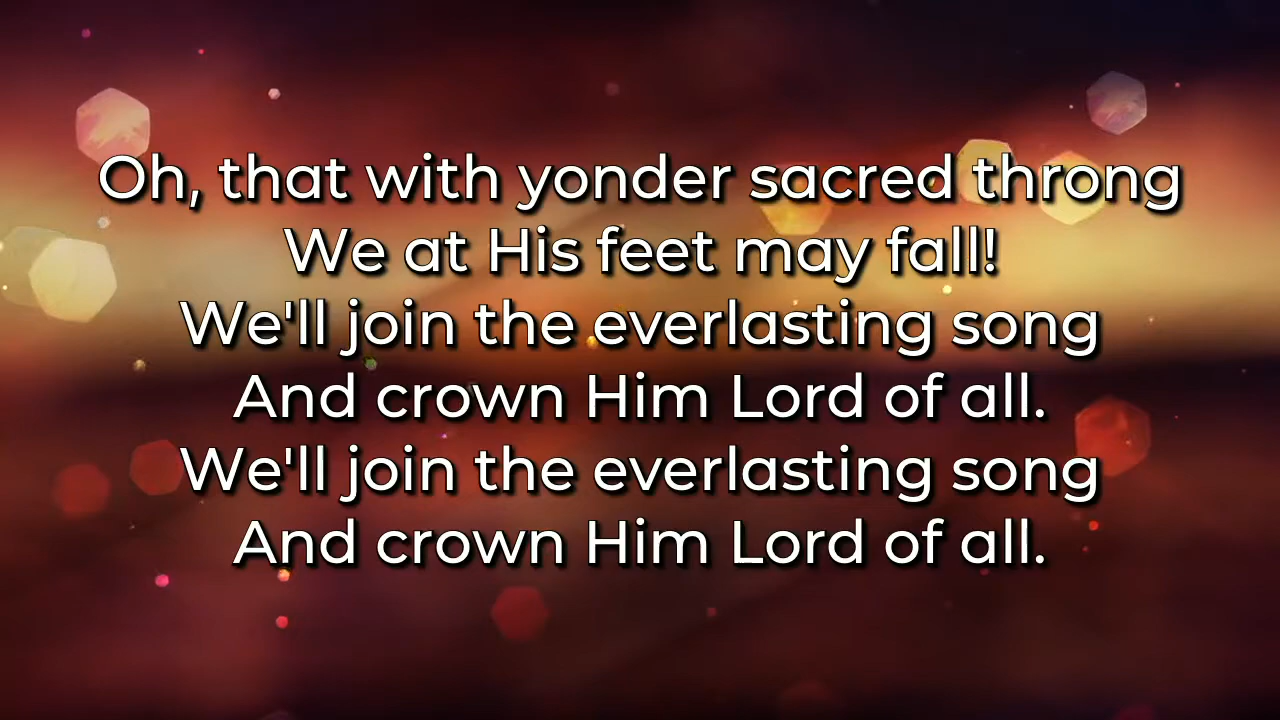 Oh, that with yonder sacred throng
We at His feet may fall!
We'll join the everlasting song
And crown Him Lord of all.
We'll join the everlasting song
And crown Him Lord of all.